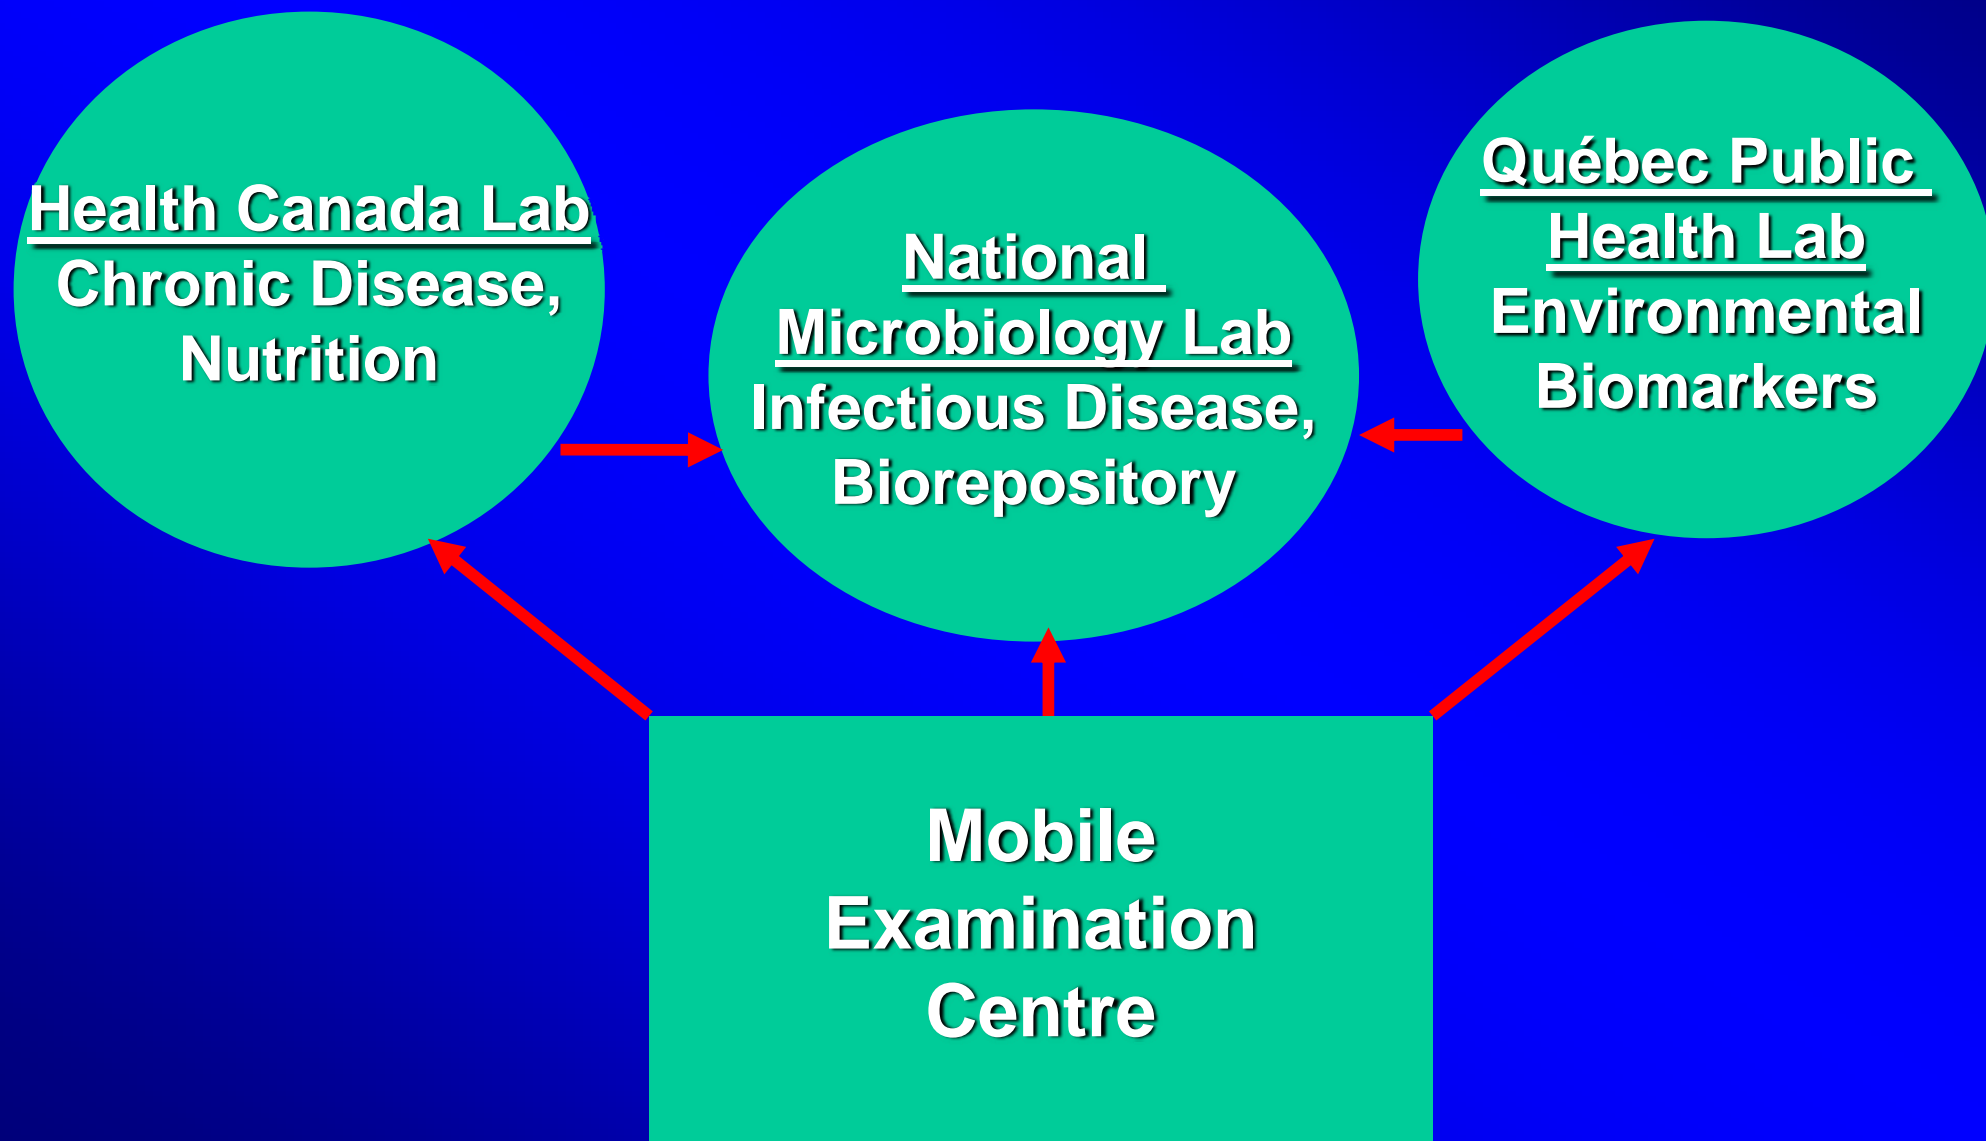 Health Canada Lab
Chronic Disease,
Nutrition
National
Microbiology Lab
Infectious Disease,
Biorepository
Québec Public
Health Lab
Environmental
Biomarkers
Mobile
Examination
Centre